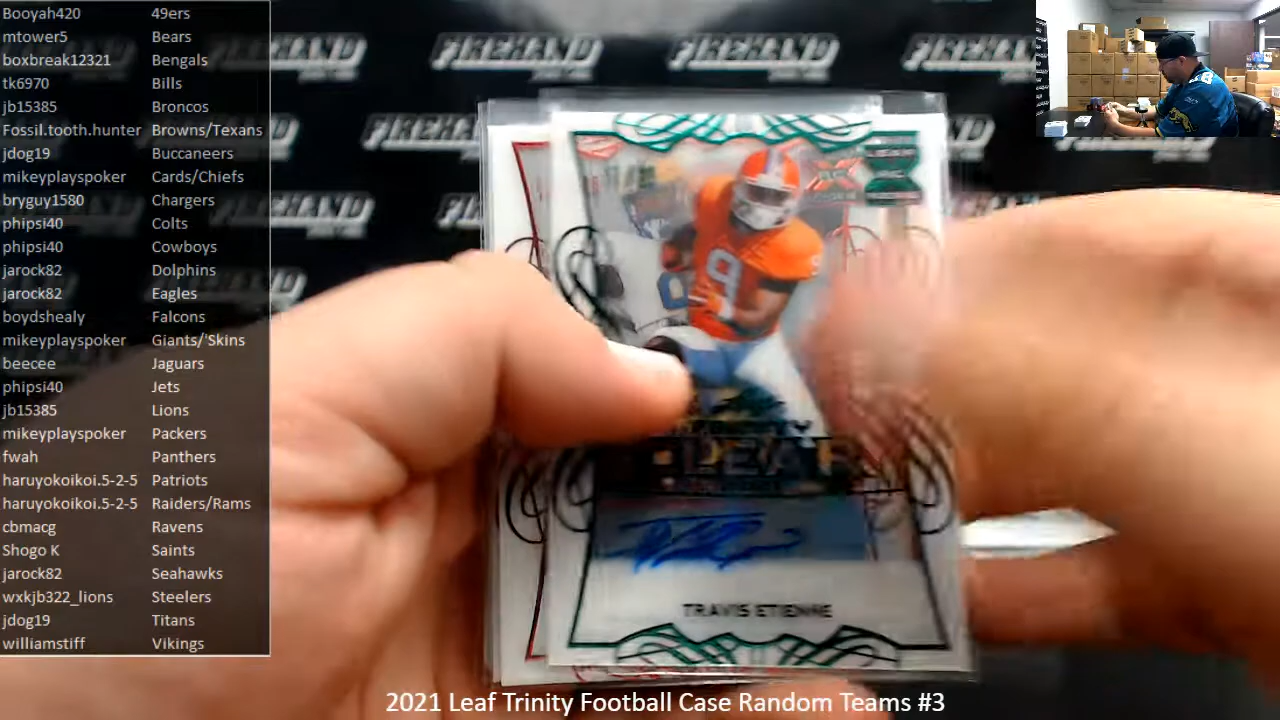 Booyah420 49ers
mtower5 Bears
boxbreak12321 Bengals
tk6970 Bills
jb15385 Broncos
Fossil.tooth.hunter Browns/Texans
jdog19 Buccaneers
mikeyplayspoker Cards/Chiefs
bryguy1580 Chargers
phipsi40 Colts
phipsi40 Cowboys
jarock82 Dolphins
jarock82 Eagles
boydshealy Falcons
mikeyplayspoker Giants/'Skins
beecee Jaguars
phipsi40 Jets
jb15385 Lions
mikeyplayspoker Packers
fwah Panthers
haruyokoikoi.5-2-5 Patriots
haruyokoikoi.5-2-5 Raiders/Rams
cbmacg Ravens
Shogo K Saints
jarock82 Seahawks
wxkjb322_lions Steelers
jdog19 Titans
williamstiff Vikings
FIREHAND FIREHAND FIREHAND
FIREHAND
9
TRAVIS ETIENNE
2021 Leaf Trinity Football Case Random Teams #3